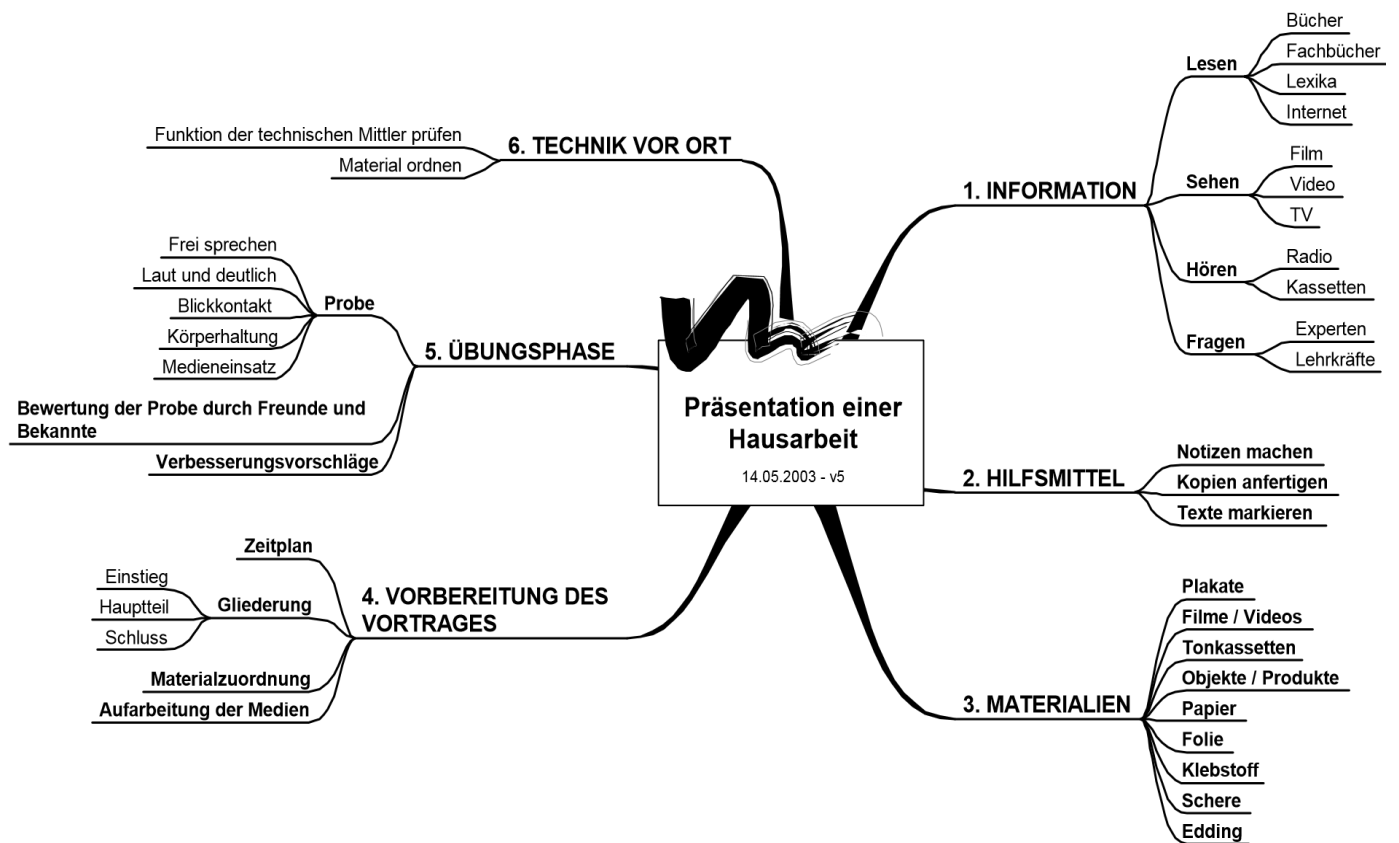 Präsentation einer
Hausarbeit
14.05.2003 - v5
1. INFORMATION
Lesen
Bücher
Fachbücher
Lexika
Internet
Sehen
Film
Video
TV
Hören
Radio
Kassetten
Fragen
Experten
Lehrkräfte
2. HILFSMITTEL
Notizen machen
Kopien anfertigen
Texte markieren
3. MATERIALIEN
Plakate
Filme / Videos
Tonkassetten
Objekte / Produkte
Papier
Folie
Klebstoff
Schere
Edding
4. VORBEREITUNG DES
VORTRAGES
Zeitplan
Gliederung
Einstieg
Hauptteil
Schluss
Materialzuordnung
Aufarbeitung der Medien
5. ÜBUNGSPHASE
Probe
Frei sprechen
Laut und deutlich
Blickkontakt
Körperhaltung
Medieneinsatz
Bewertung der Probe durch Freunde und
Bekannte
Verbesserungsvorschläge
6. TECHNIK VOR ORT
Funktion der technischen Mittler prüfen
Material ordnen